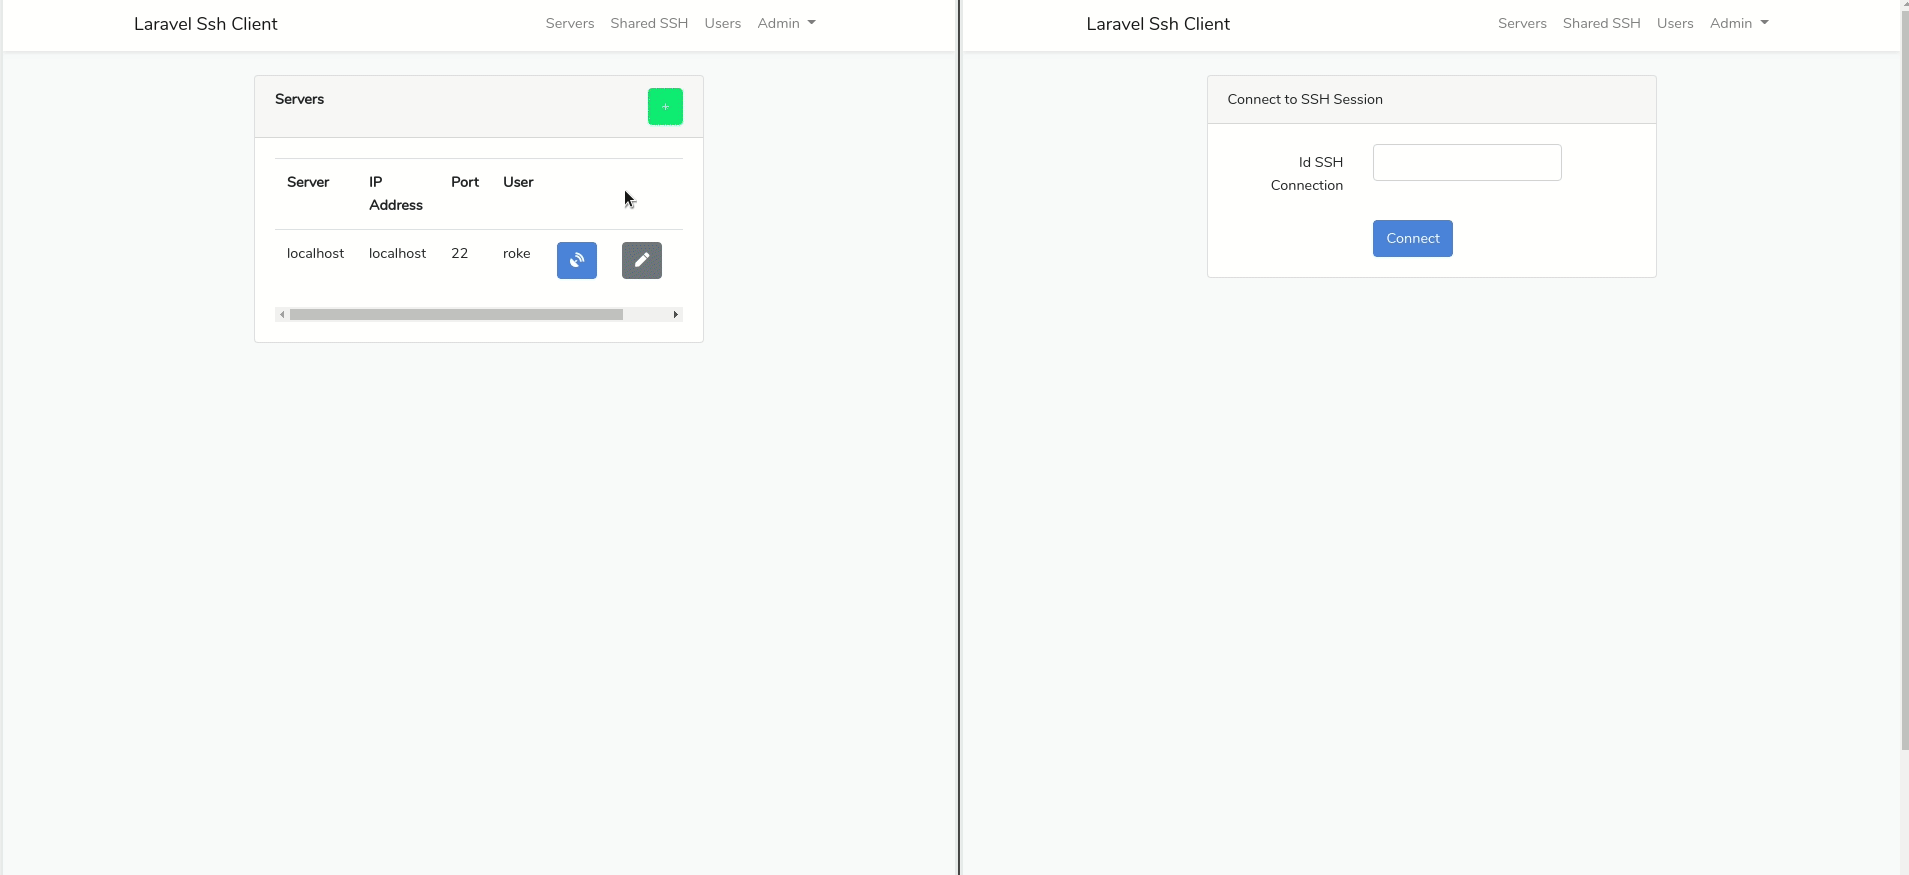 Laravel Ssh Client
Servers Shared SSH Users Admin
Servers
+
Server IP Address Port User
localhost localhost 22 roke
Laravel Ssh Client
Servers Shared SSH Users Admin
Connect to SSH Session
Id SSH
Connection
Connect